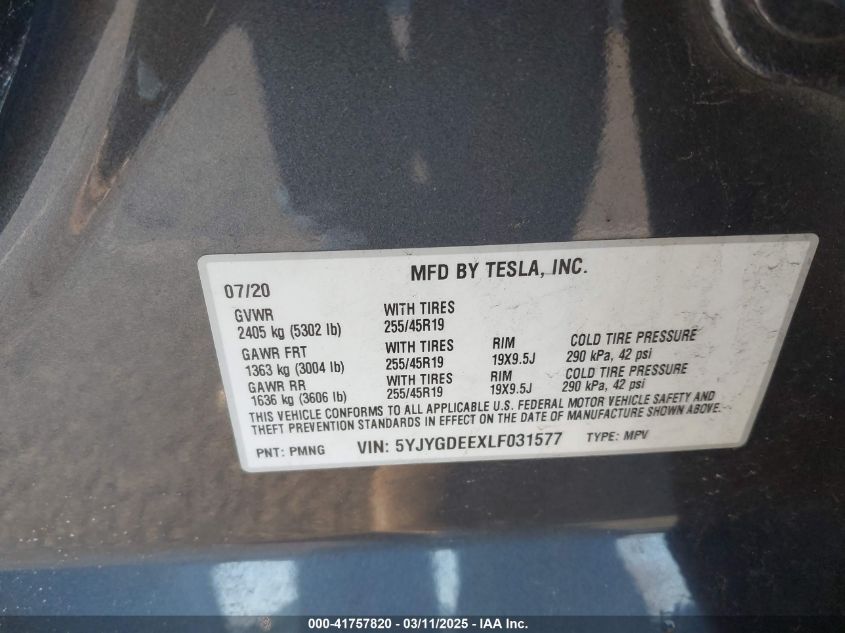 MFD BY TESLA, INC.
07/20
GVWR WITH TIRES
2405 kg (5302 lb) 255/45R19
GAWR FRT WITH TIRES RIM COLD TIRE PRESSURE
1363 kg (3004 lb) 255/45R19 19X9.5J 290 kPa, 42 psi
GAWR RR WITH TIRES RIM COLD TIRE PRESSURE
1636 kg (3606 lb) 255/45R19 19X9.5J 290 kPa, 42 psi
THIS VEHICLE CONFORMS TO ALL APPLICABLE U.S. FEDERAL MOTOR VEHICLE SAFETY AND
THEFT PREVENTION STANDARDS IN EFFECT ON THE DATE OF MANUFACTURE SHOWN ABOVE.
PNT: PMNG VIN: 5YJYGDEEXLF031577 TYPE: MPV
000-41757820 / 03/11/2025 - IAA Inc.